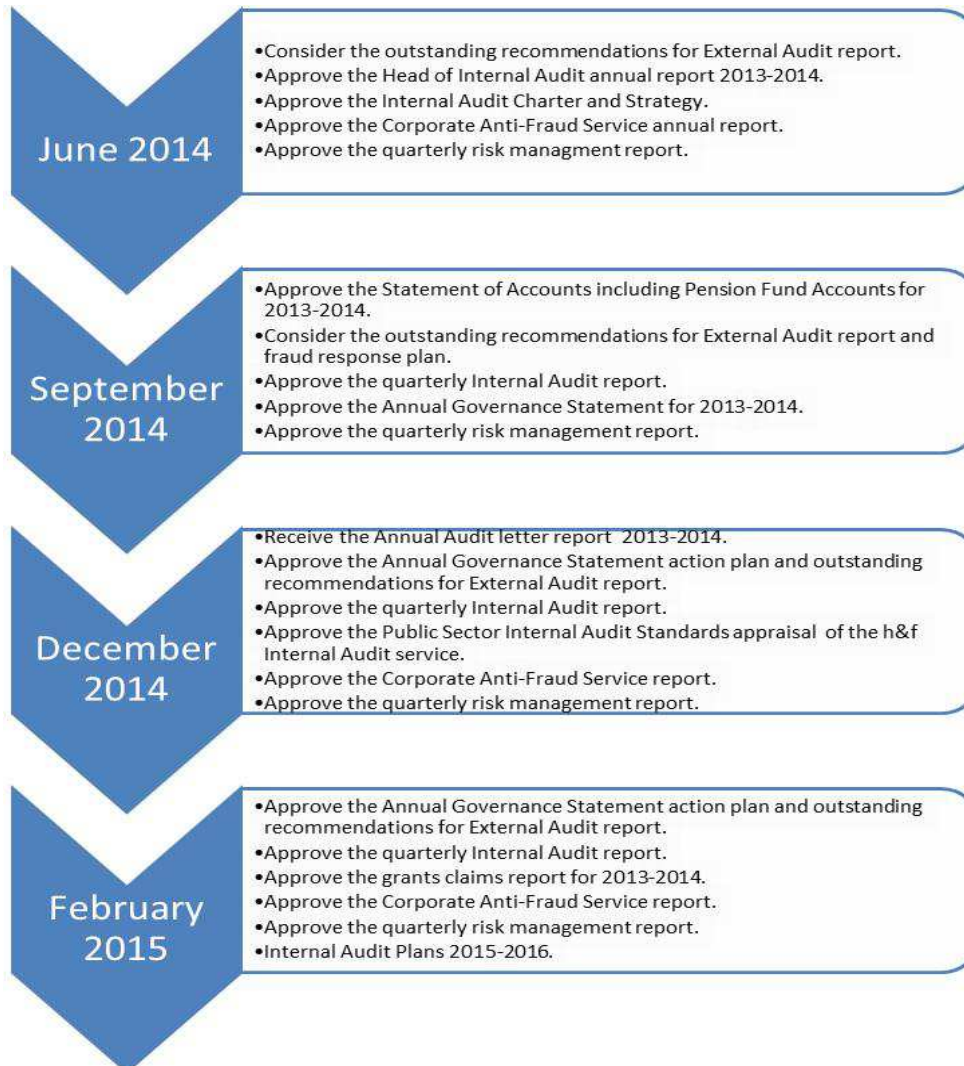 June 2014
•Consider the outstanding recommendations for External Audit report.
•Approve the Head of Internal Audit annual report 2013-2014.
•Approve the Internal Audit Charter and Strategy.
•Approve the Corporate Anti-Fraud Service annual report.
•Approve the quarterly risk managment report.
September
2014
•Approve the Statement of Accounts including Pension Fund Accounts for
2013-2014.
•Consider the outstanding recommendations for External Audit report and
fraud response plan.
•Approve the quarterly Internal Audit report.
•Approve the Annual Governance Statement for 2013-2014.
•Approve the quarterly risk management report.
December
2014
•Receive the Annual Audit letter report 2013-2014.
•Approve the Annual Governance Statement action plan and outstanding
recommendations for External Audit report.
•Approve the quarterly Internal Audit report.
•Approve the Public Sector Internal Audit Standards appraisal of the h&f
Internal Audit service.
•Approve the Corporate Anti-Fraud Service report.
•Approve the quarterly risk management report.
February
2015
•Approve the Annual Governance Statement action plan and outstanding
recommendations for External Audit report.
•Approve the quarterly Internal Audit report.
•Approve the grants claims report for 2013-2014.
•Approve the Corporate Anti-Fraud Service report.
•Approve the quarterly risk management report.
•Internal Audit Plans 2015-2016.